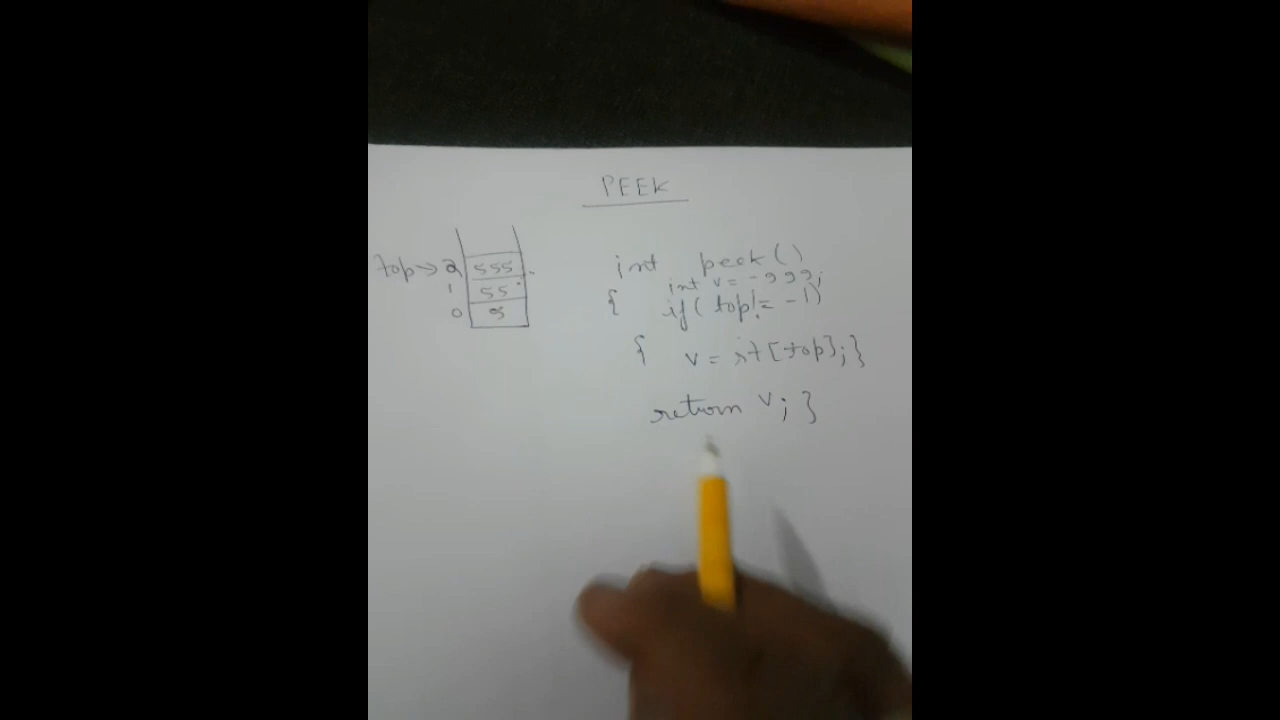 PEEK
top-> 2 555
1 55
0 5
int peek()
int v = -999;
{ if( top != -1)
{ v = st[top];}
return v; }